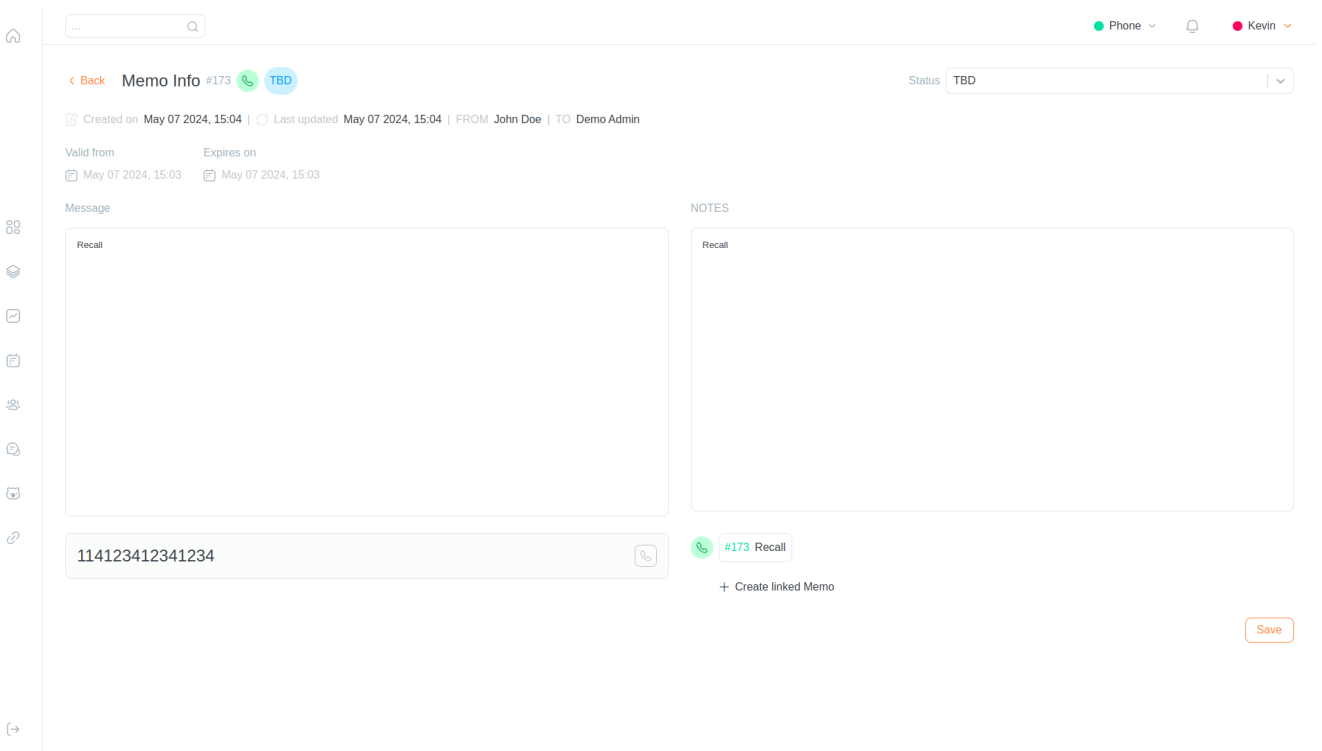 ...
Phone
Kevin
Back Memo Info #173 TBD
Status TBD
Created on May 07 2024, 15:04 | Last updated May 07 2024, 15:04 | FROM John Doe | TO Demo Admin
Valid from Expires on
May 07 2024, 15:03 May 07 2024, 15:03
Message
Recall
114123412341234
NOTES
Recall
#173 Recall
+ Create linked Memo
Save